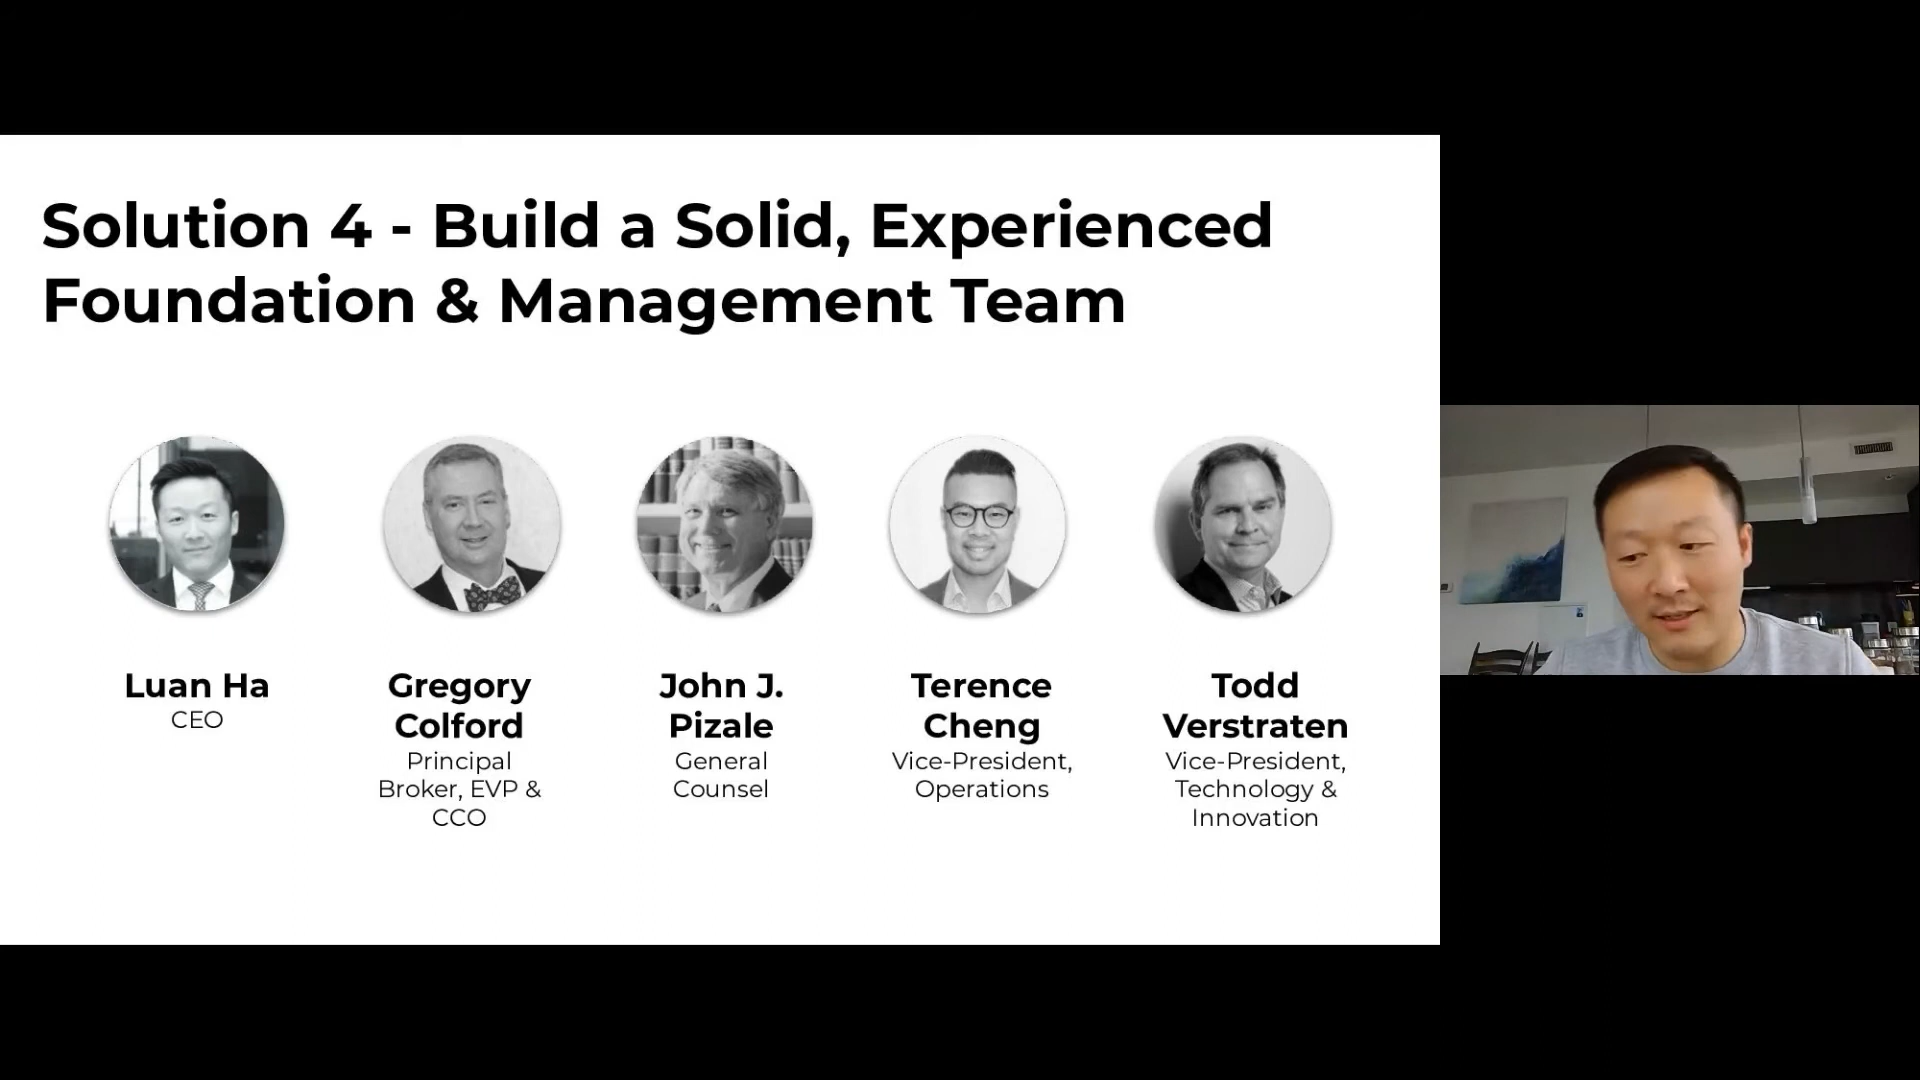 Solution 4 - Build a Solid, Experienced
Foundation & Management Team
Luan Ha
CEO
Gregory
Colford
Principal
Broker, EVP &
CCO
John J.
Pizale
General
Counsel
Terence
Cheng
Vice-President,
Operations
Todd
Verstraten
Vice-President,
Technology &
Innovation